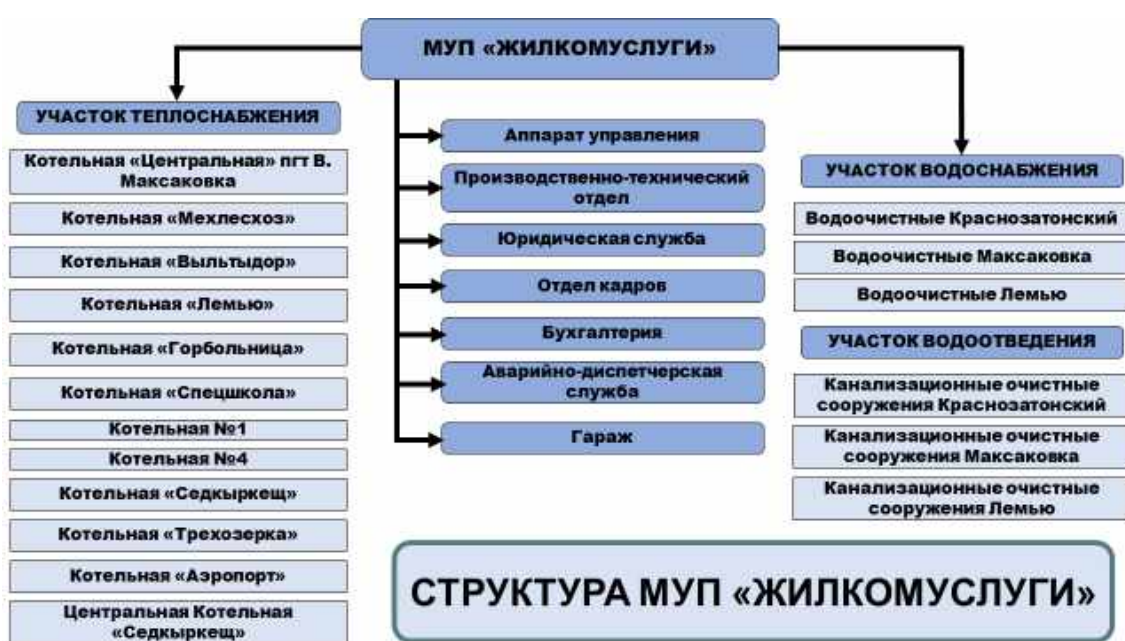 МУП «ЖИЛКОМУСЛУГИ»
УЧАСТОК ТЕПЛОСНАБЖЕНИЯ
Котельная «Центральная» пгт В.
Максаковка
Котельная «Мехлесхоз»
Котельная «Выльтыдор»
Котельная «Лемью»
Котельная «Горбольница»
Котельная «Спецшкола»
Котельная №1
Котельная №4
Котельная «Седкыркещ»
Котельная «Трехозерка»
Котельная «Аэропорт»
Центральная Котельная
«Седкыркещ»
Аппарат управления
Производственно-технический
отдел
Юридическая служба
Отдел кадров
Бухгалтерия
Аварийно-диспетчерская
служба
Гараж
УЧАСТОК ВОДОСНАБЖЕНИЯ
Водоочистные Краснозатонский
Водоочистные Максаковка
Водоочистные Лемью
УЧАСТОК ВОДООТВЕДЕНИЯ
Канализационные очистные
сооружения Краснозатонский
Канализационные очистные
сооружения Максаковка
Канализационные очистные
сооружения Лемью
СТРУКТУРА МУП «ЖИЛКОМУСЛУГИ»